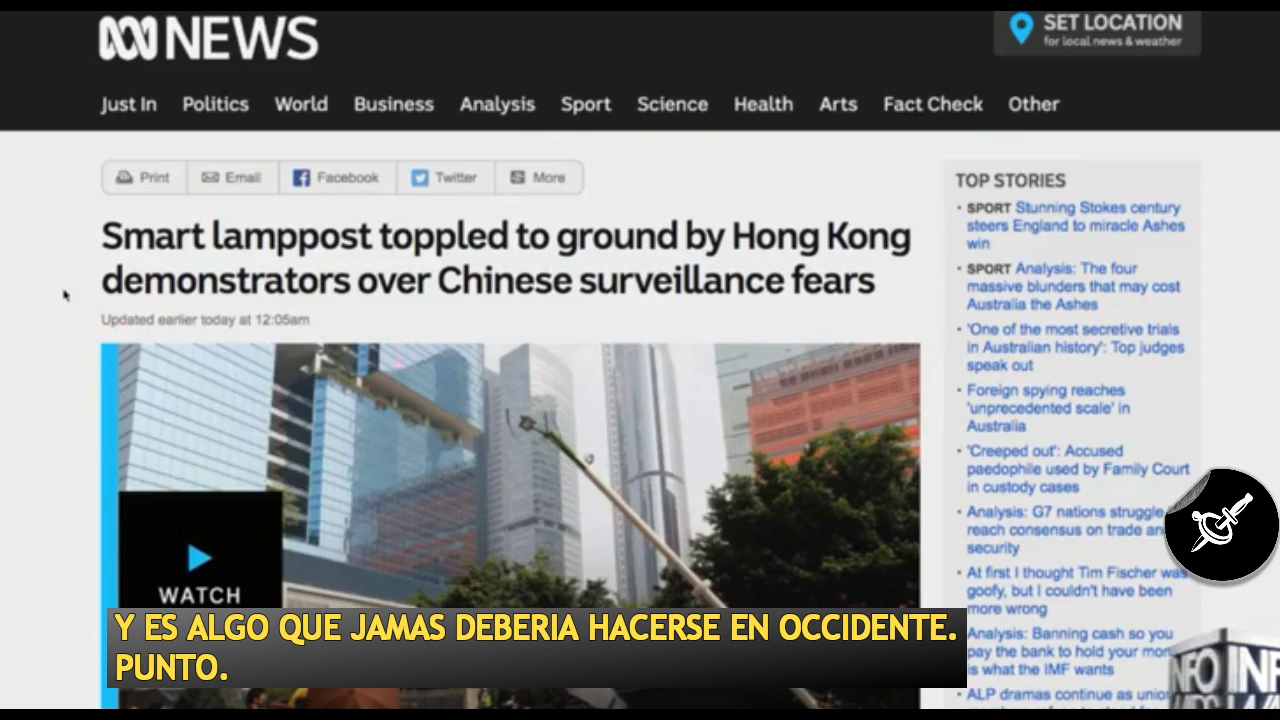 NEWS
SET LOCATION
for local news & weather
Just In Politics World Business Analysis Sport Science Health Arts Fact Check Other
Print Email Facebook Twitter More
Smart lamppost toppled to ground by Hong Kong
demonstrators over Chinese surveillance fears
Updated earlier today at 12:05am
WATCH
TOP STORIES
SPORT Stunning Stokes century
steers England to miracle Ashes
win
SPORT Analysis: The four
massive blunders that may cost
Australia the Ashes
'One of the most secretive trials
in Australian history': Top judges
speak out
Foreign spying reaches
'unprecedented scale' in
Australia
'Creeped out': Accused
paedophile used by Family Court
in custody cases
Analysis: G7 nations struggle
reach consensus on trade and
security
At first I thought Tim Fischer was
goofy, but I couldn't have been
more wrong
Analysis: Banning cash so you
pay the bank to hold your
is what the IMF wants
ALP dramas continue as union
Y ES ALGO QUE JAMAS DEBERIA HACERSE EN OCCIDENTE.
PUNTO.